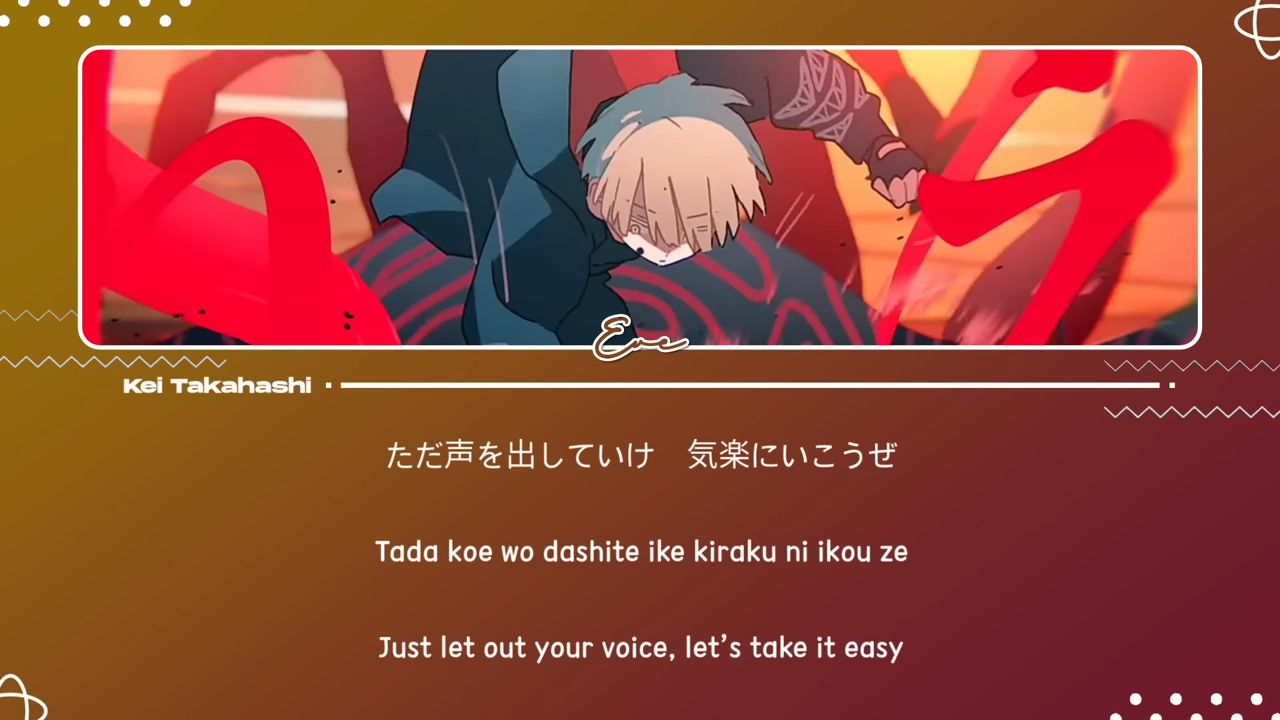 Eve
Kei Takahashi
ただ声を出していけ　気楽にいこうぜ
Tada koe wo dashite ike kiraku ni ikou ze
Just let out your voice, let's take it easy